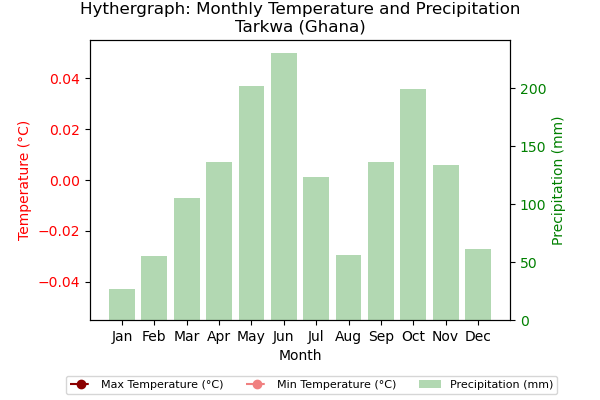 Hythergraph: Monthly Temperature and Precipitation
Tarkwa (Ghana)
Temperature (°C)
0.04
0.02
0.00
−0.02
−0.04
200
150
100
50
0
Precipitation (mm)
Jan Feb Mar Apr May Jun Jul Aug Sep Oct Nov Dec
Month
Max Temperature (°C) Min Temperature (°C) Precipitation (mm)